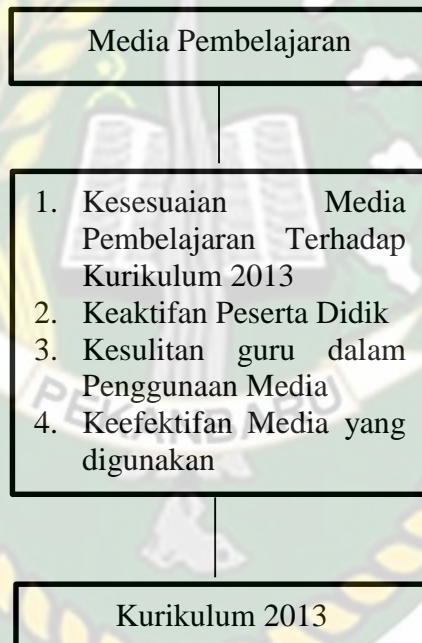 Media Pembelajaran
1. Kesesuaian Media
Pembelajaran Terhadap
Kurikulum 2013
2. Keaktifan Peserta Didik
3. Kesulitan guru dalam
Penggunaan Media
4. Keefektifan Media yang
digunakan
PEKANBARU
Kurikulum 2013